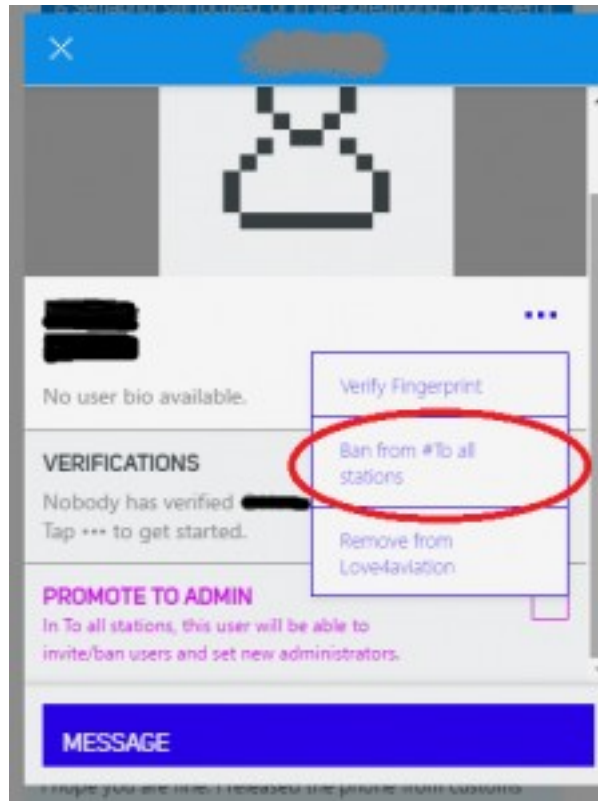 No user bio available.
Verify Fingerprint
VERIFICATIONS
Ban from #To all
stations
Nobody has verified
Tap ••• to get started.
Remove from
Love4aviation
PROMOTE TO ADMIN
In To all stations, this user will be able to
invite/ban users and set new administrators.
MESSAGE
I hope you are fine. I released the phone from customs